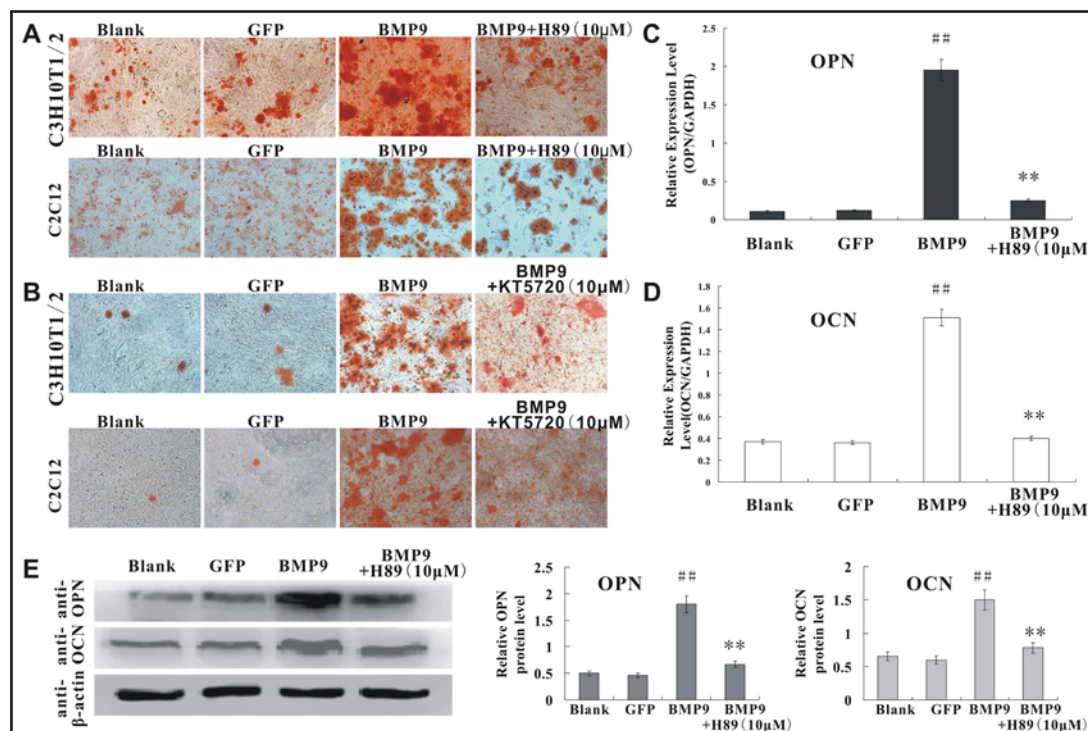 A
Blank GFP BMP9 BMP9+H89(10μM)
C3H10T1/2
Blank GFP BMP9 BMP9+H89(10μM)
C2C12
B
Blank GFP BMP9 BMP9
+KT5720(10μM)
C3H10T1/2
Blank GFP BMP9 BMP9
+KT5720(10μM)
C2C12
C
OPN
Relative Expression Level
(OPN/GAPDH)
2.5
2
1.5
1
0.5
0
##
**
Blank GFP BMP9 BMP9
+H89(10μM
D
OCN
Relative Expression
Level(OCN/GAPDH)
1.8
1.6
1.4
1.2
1
0.8
0.6
0.4
0.2
0
##
**
Blank GFP BMP9 BMP9
+H89(10μM
E
Blank GFP BMP9 BMP9
+H89(10μM)
anti-
OPN
anti-
OCN
anti-
β-actin
OPN
Relative OPN
protein level
2.5
2
1.5
1
0.5
0
##
**
Blank GFP BMP9 BMP9
+H89(10μM)
OCN
Relative OCN
protein level
2
1.5
1
0.5
0
##
**
Blank GFP BMP9 BMP9
+H89(10μM)